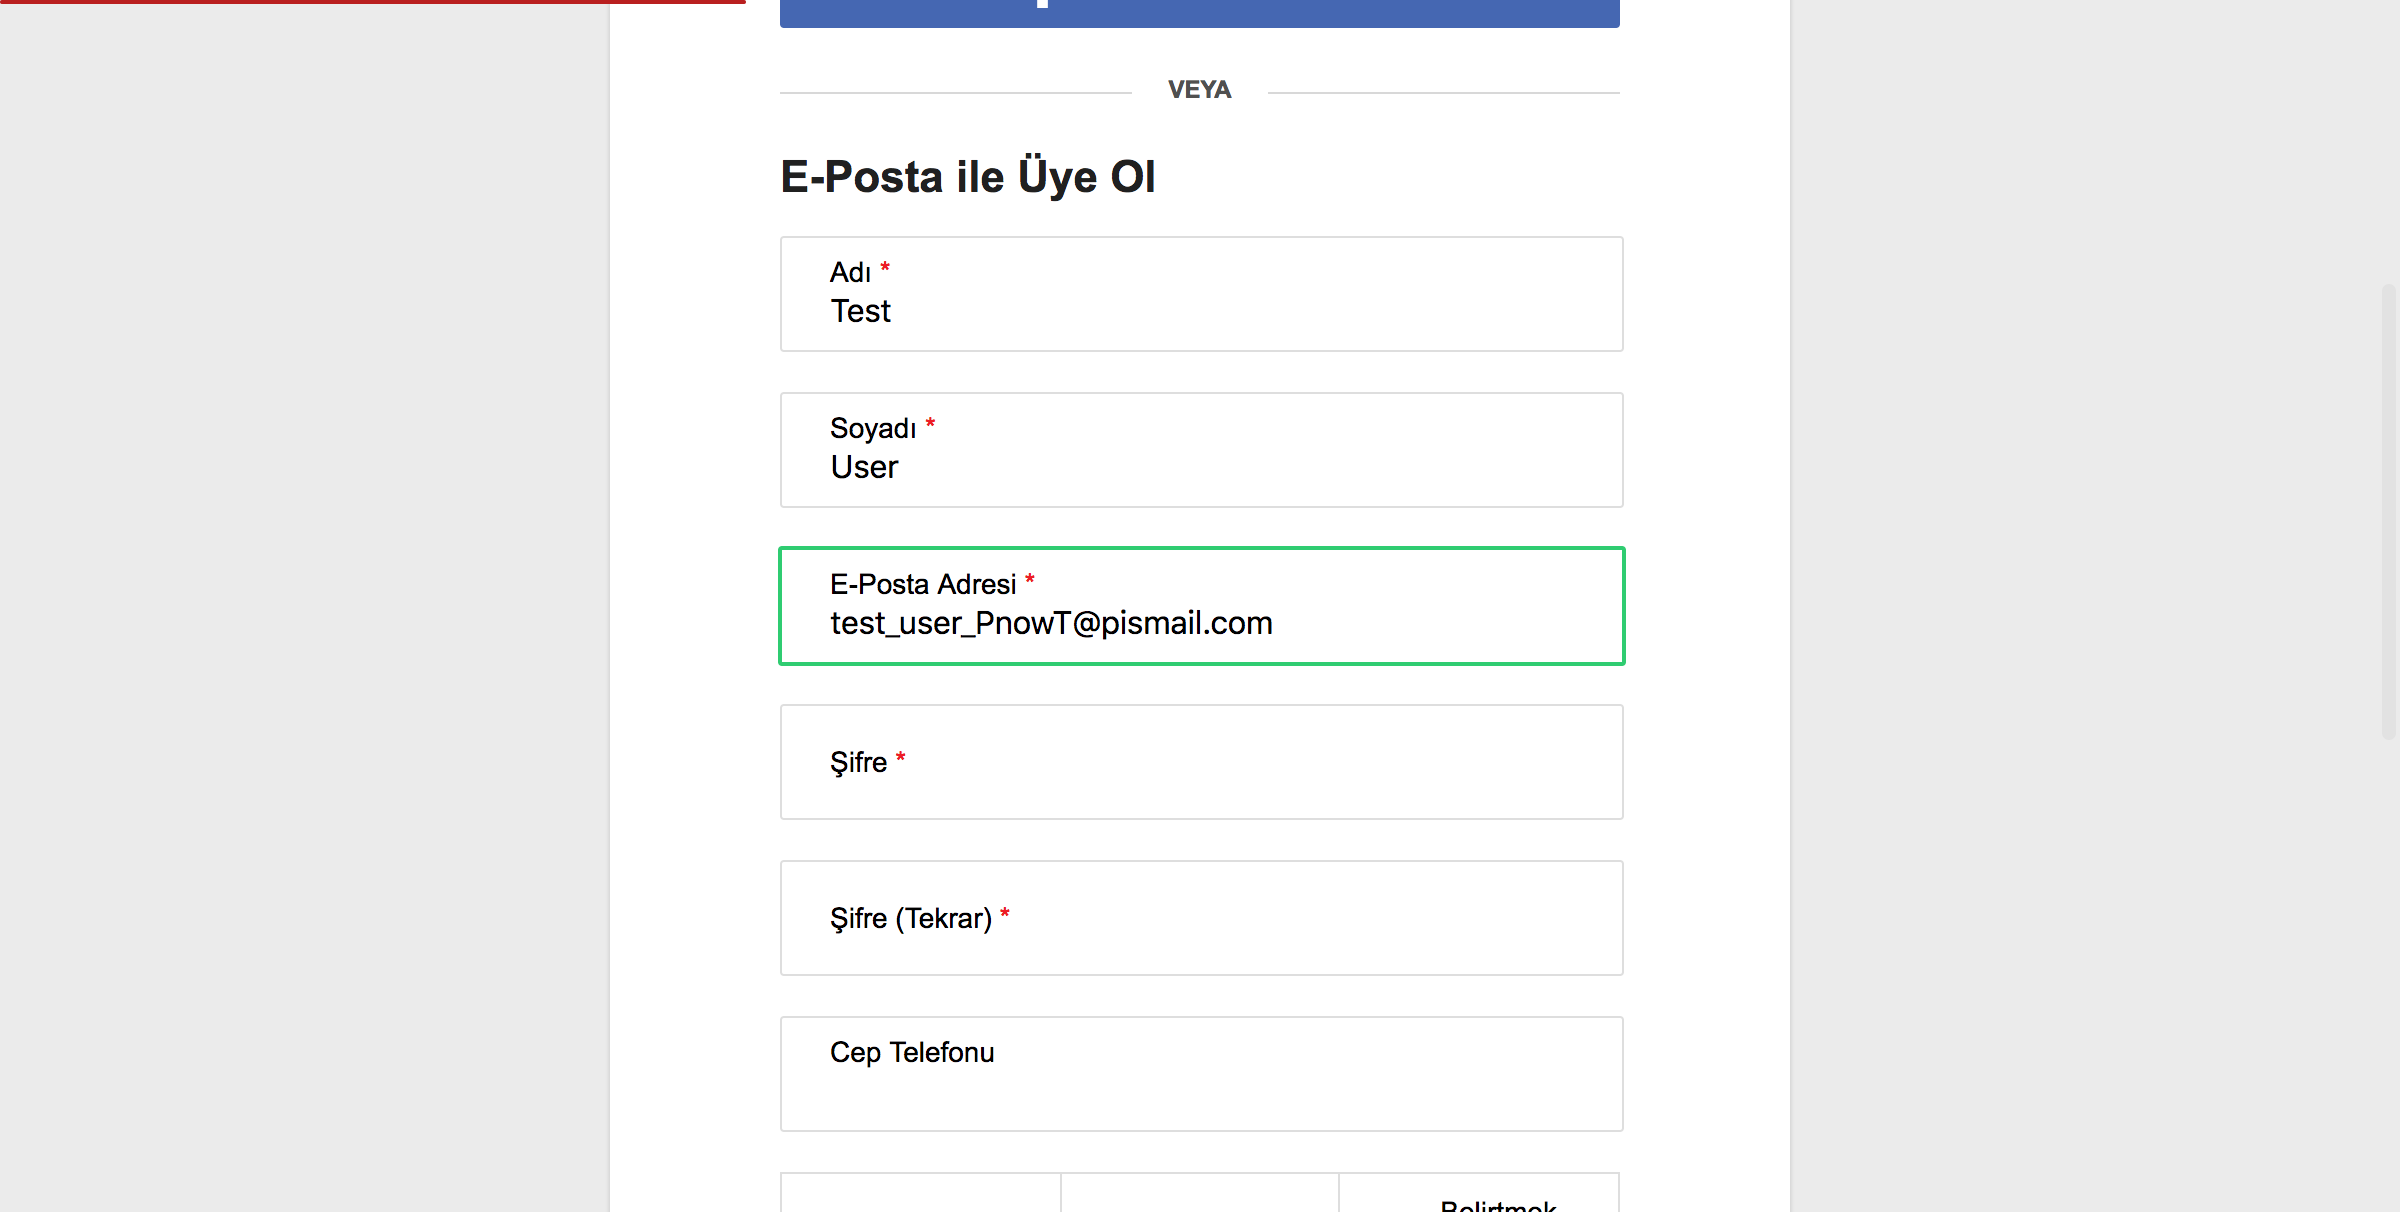 VEYA
E-Posta ile Üye Ol
Adı *
Test
Soyadı *
User
E-Posta Adresi *
test_user_PnowT@pismail.com
Şifre *
Şifre (Tekrar) *
Cep Telefonu
Belirtmek